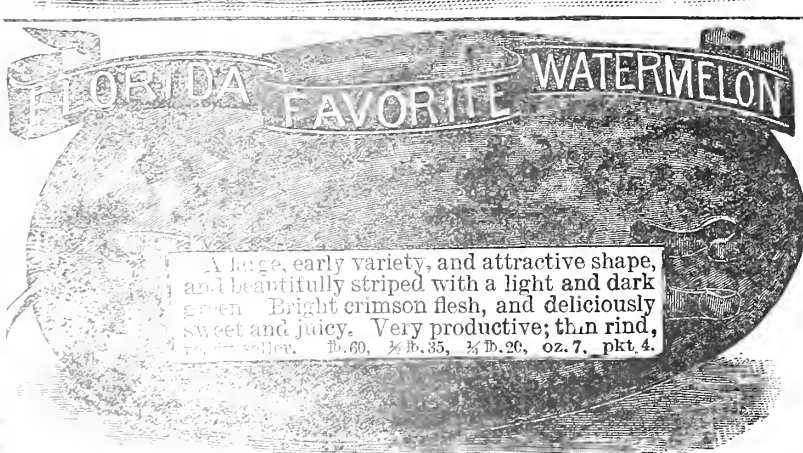 FLORIDA FAVORITE WATERMELON
A large, early variety, and attractive shape,
and beautifully striped with a light and dark
green Bright crimson flesh, and deliciously
sweet and juicy. Very productive; thin rind,
seller. lb. 60, ½ lb. 35, ¼ lb. 20, oz. 7, pkt. 4.